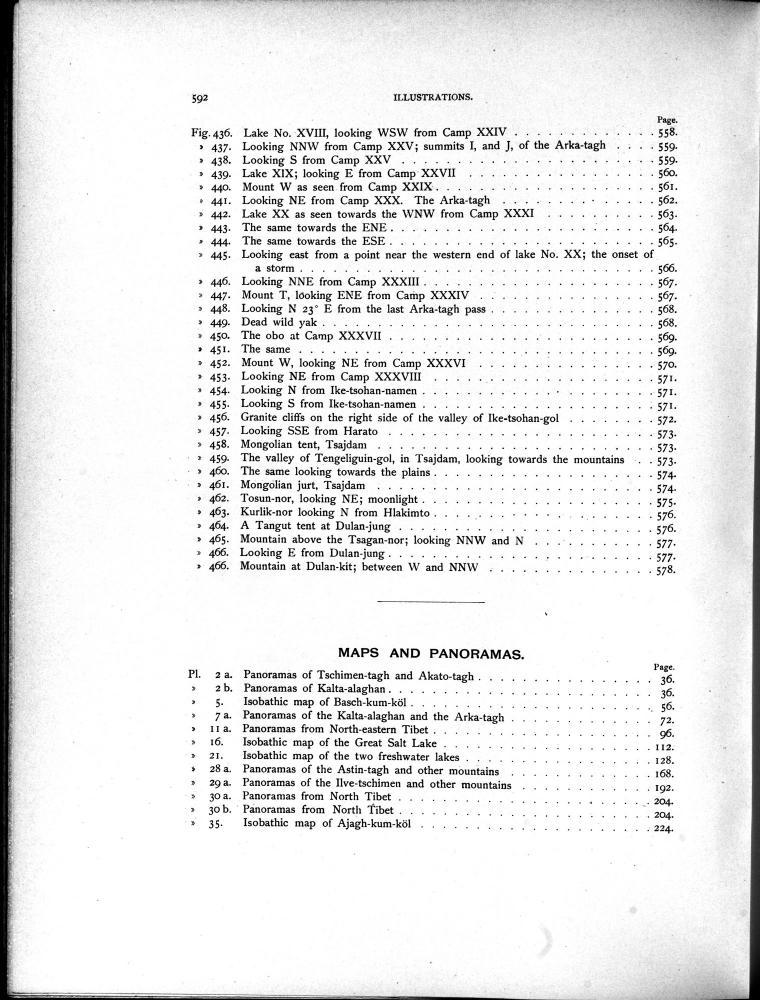 592 ILLUSTRATIONS.
Page.
Fig. 436. Lake No. XVIII, looking WSW from Camp XXIV . . . . . . . . . . . . 558.
» 437. Looking NNW from Camp XXV; summits I, and J, of the Arka-tagh . . . . 559.
» 438. Looking S from Camp XXV . . . . . . . . . . . . 559.
» 439. Lake XIX; looking E from Camp XXVII . . . . . . . . . . . . 560.
» 440. Mount W as seen from Camp XXIX . . . . . . . . . . . . 561.
» 441. Looking NE from Camp XXX. The Arka-tagh . . . . . . . . . . . . 562.
» 442. Lake XX as seen towards the WNW from Camp XXXI . . . . . . . . . . 563.
» 443. The same towards the ENE . . . . . . . . . . . . 564.
» 444. The same towards the ESE . . . . . . . . . . . . 565.
» 445. Looking east from a point near the western end of lake No. XX; the onset of
a storm . . . . . . . . . . . . 566.
» 446. Looking NNE from Camp XXXIII . . . . . . . . . . . . 567.
» 447. Mount T, looking ENE from Camp XXXIV . . . . . . . . . . . . 567.
» 448. Looking N 23° E from the last Arka-tagh pass . . . . . . . . . . . . 568.
» 449. Dead wild yak . . . . . . . . . . . . 568.
» 450. The obo at Camp XXXVII . . . . . . . . . . . . 569.
» 451. The same . . . . . . . . . . . . 569.
» 452. Mount W, looking NE from Camp XXXVI . . . . . . . . . . . . 570.
» 453. Looking NE from Camp XXXVIII . . . . . . . . . . . . 571.
» 454. Looking N from Ike-tsohan-namen . . . . . . . . . . . . 571.
» 455. Looking S from Ike-tsohan-namen . . . . . . . . . . . . 571.
» 456. Granite cliffs on the right side of the valley of Ike-tsohan-gol . . . . . . . . 572.
» 457. Looking SSE from Harato . . . . . . . . . . . . 573.
» 458. Mongolian tent, Tsajdam . . . . . . . . . . . . 573.
» 459. The valley of Tengeliguin-gol, in Tsajdam, looking towards the mountains . . 573.
» 460. The same looking towards the plains . . . . . . . . . . . . 574.
» 461. Mongolian jurt, Tsajdam . . . . . . . . . . . . 574.
» 462. Tosun-nor, looking NE; moonlight . . . . . . . . . . . . 575.
» 463. Kurlik-nor looking N from Hlakimto . . . . . . . . . . . . 576.
» 464. A Tangut tent at Dulan-jung . . . . . . . . . . . . 576.
» 465. Mountain above the Tsagan-nor; looking NNW and N . . . . . . . . . . 577.
» 466. Looking E from Dulan-jung . . . . . . . . . . . . 577.
» 466. Mountain at Dulan-kit; between W and NNW . . . . . . . . . . . . 578.
MAPS AND PANORAMAS.
Page.
Pl. 2 a. Panoramas of Tschimen-tagh and Akato-tagh . . . . . . . . . . . . 36.
» 2 b. Panoramas of Kalta-alaghan . . . . . . . . . . . . 36.
» 5. Isobathic map of Basch-kum-köl . . . . . . . . . . . . 56.
» 7 a. Panoramas of the Kalta-alaghan and the Arka-tagh . . . . . . . . . . . . 72.
» 11 a. Panoramas from North-eastern Tibet . . . . . . . . . . . . 96.
» 16. Isobathic map of the Great Salt Lake . . . . . . . . . . . . 112.
» 21. Isobathic map of the two freshwater lakes . . . . . . . . . . . . 128.
» 28 a. Panoramas of the Astin-tagh and other mountains . . . . . . . . . . . . 168.
» 29 a. Panoramas of the Ilve-tschimen and other mountains . . . . . . . . . . . . 192.
» 30 a. Panoramas from North Tibet . . . . . . . . . . . . 204.
» 30 b. Panoramas from North Tibet . . . . . . . . . . . . 204.
» 35. Isobathic map of Ajagh-kum-köl . . . . . . . . . . . . 224.